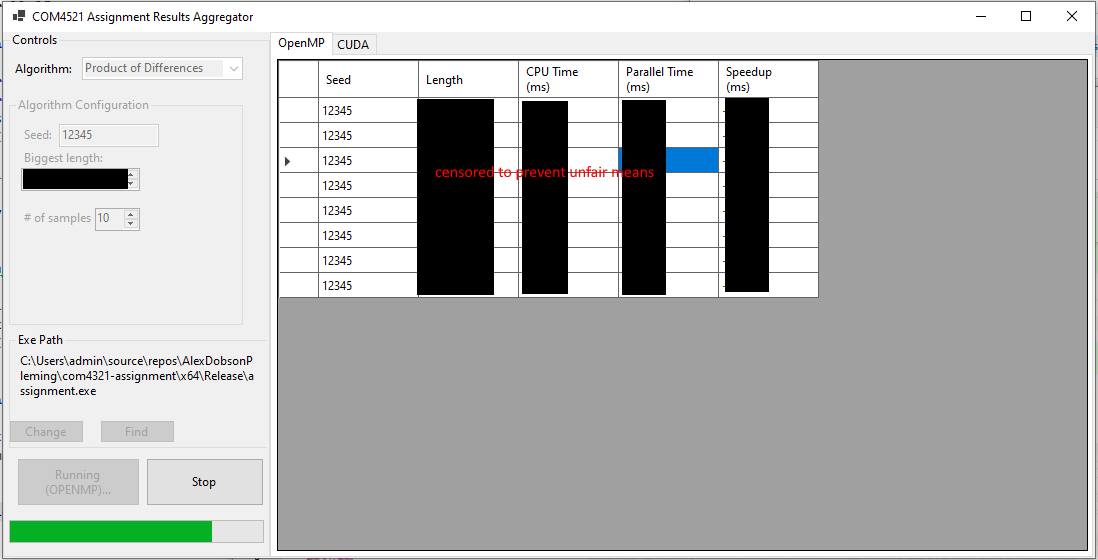 COM4521 Assignment Results Aggregator
Controls
Algorithm: Product of Differences
Algorithm Configuration
Seed: 12345
Biggest length:
# of samples 10
Exe Path
C:\Users\admin\source\repos\AlexDobsonP
leming\com4321-assignment\x64\Release\a
ssignment.exe
Change Find
Running
(OPENMP)...
Stop
OpenMP CUDA
Seed Length CPU Time
(ms) Parallel Time
(ms) Speedup
(ms)
12345
12345
12345
censored to prevent unfair means
12345
12345
12345
12345
12345